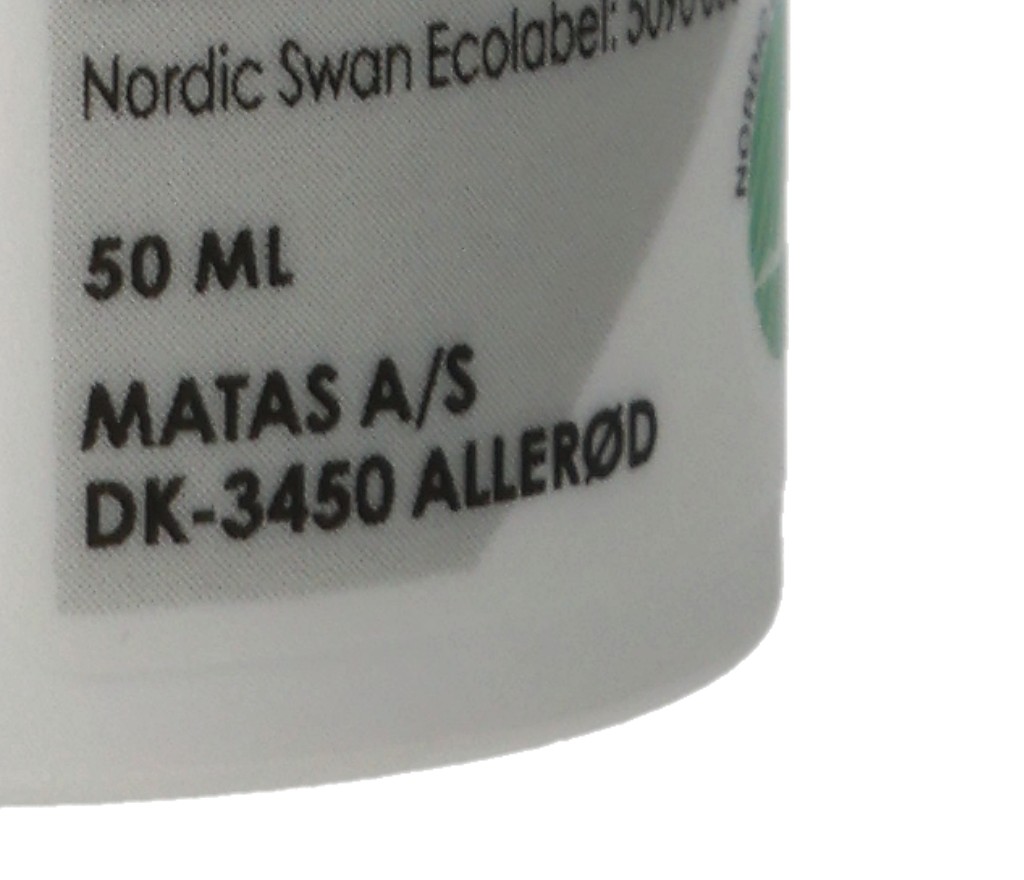 Nordic Swan Ecolabel:
50 ML
MATAS A/S
DK-3450 ALLERØD